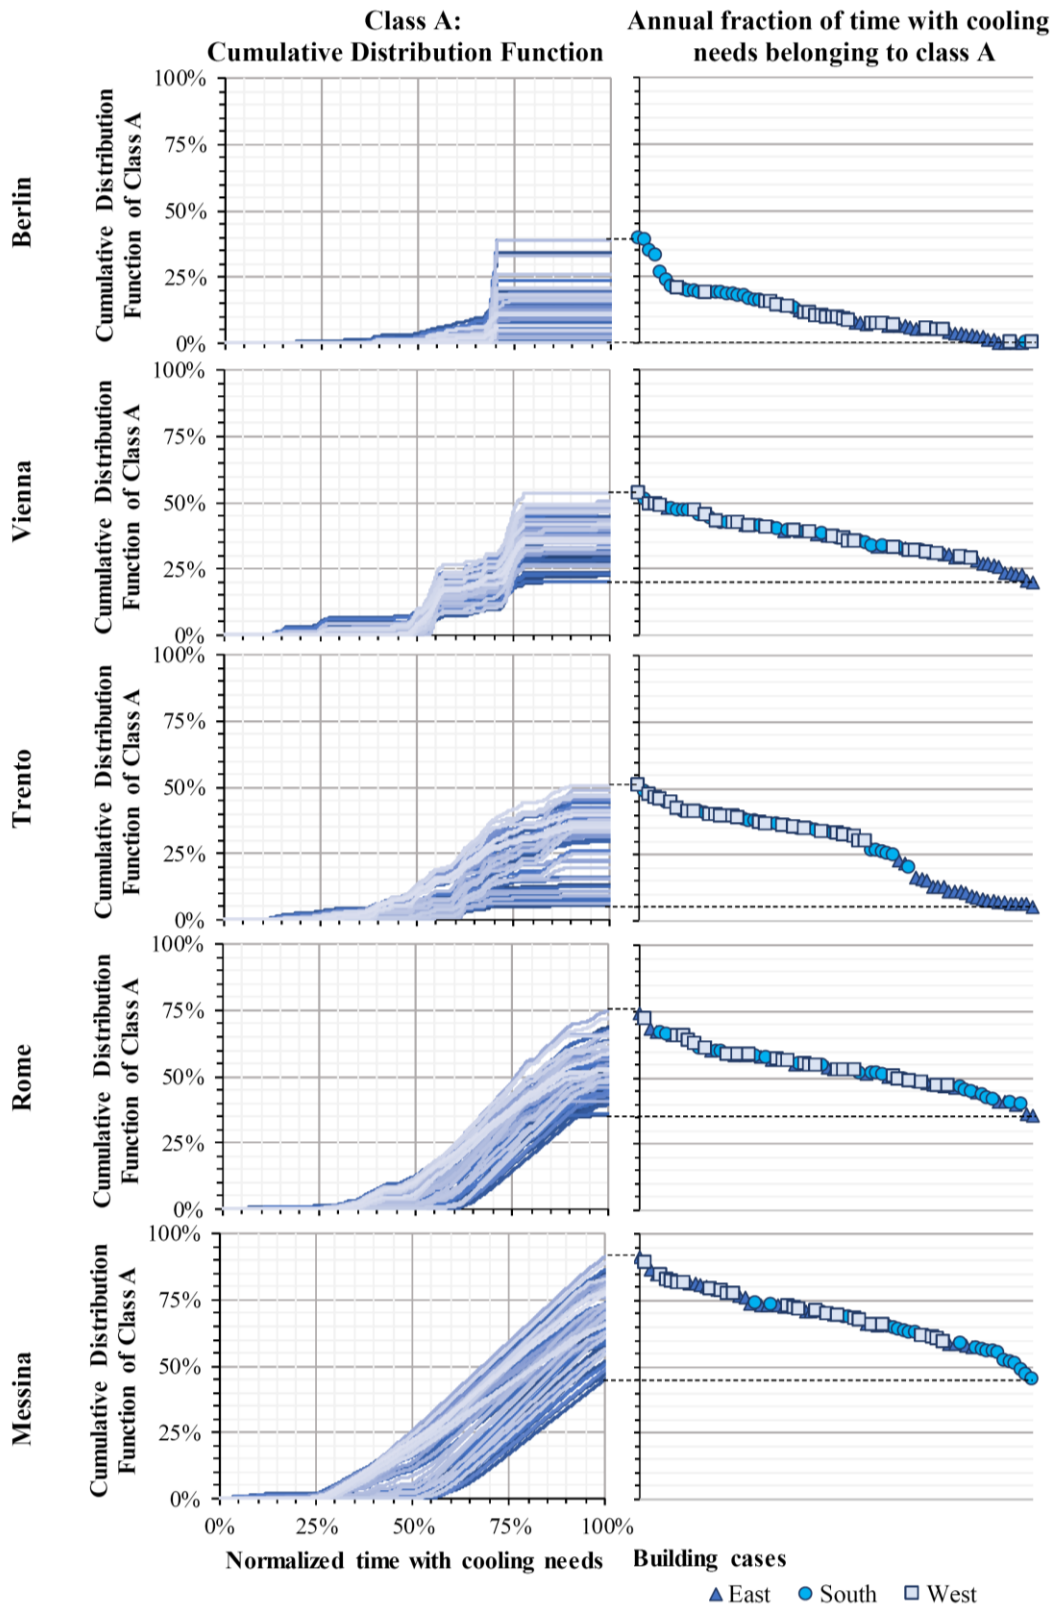 Class A:
Cumulative Distribution Function
Annual fraction of time with cooling
needs belonging to class A
Berlin
Cumulative Distribution
Function of Class A
100%
75%
50%
25%
0%
Vienna
Cumulative Distribution
Function of Class A
100%
75%
50%
25%
0%
Trento
Cumulative Distribution
Function of Class A
100%
75%
50%
25%
0%
Rome
Cumulative Distribution
Function of Class A
100%
75%
50%
25%
0%
Messina
Cumulative Distribution
Function of Class A
100%
75%
50%
25%
0%
0% 25% 50% 75% 100%
Normalized time with cooling needs
Building cases
East South West